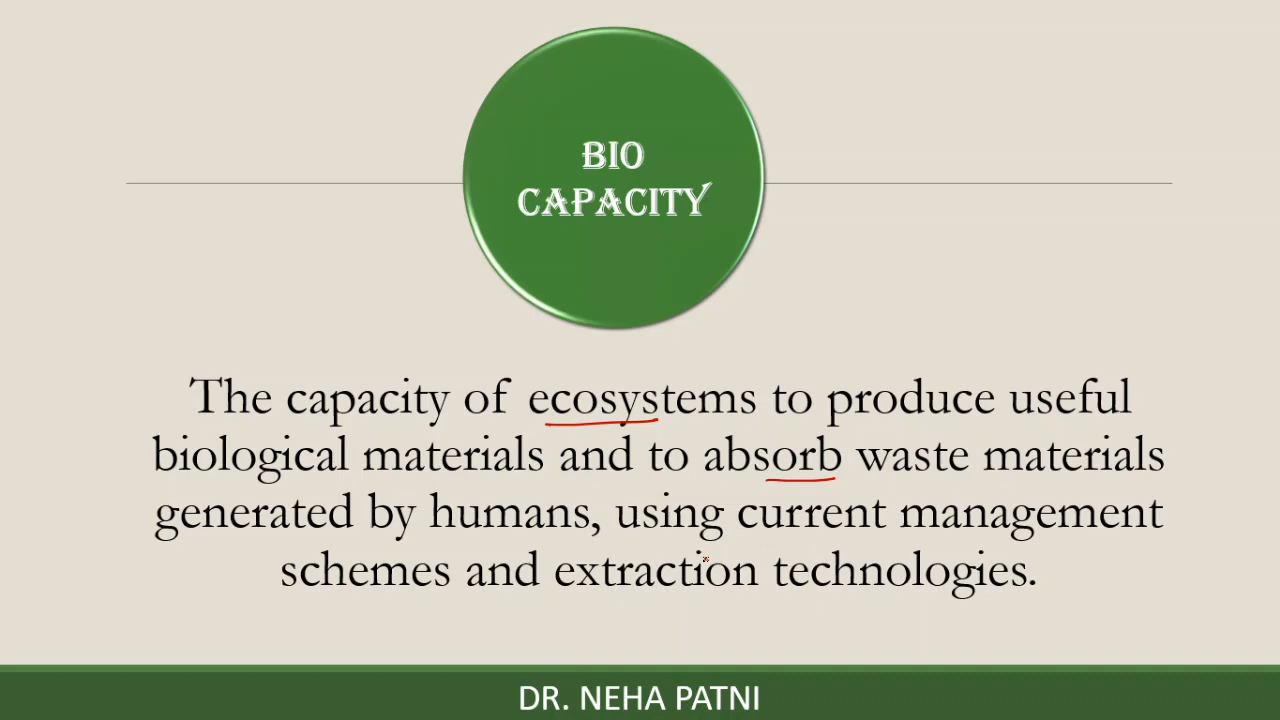 BIO
CAPACITY
The capacity of ecosystems to produce useful
biological materials and to absorb waste materials
generated by humans, using current management
schemes and extraction technologies.
DR. NEHA PATNI